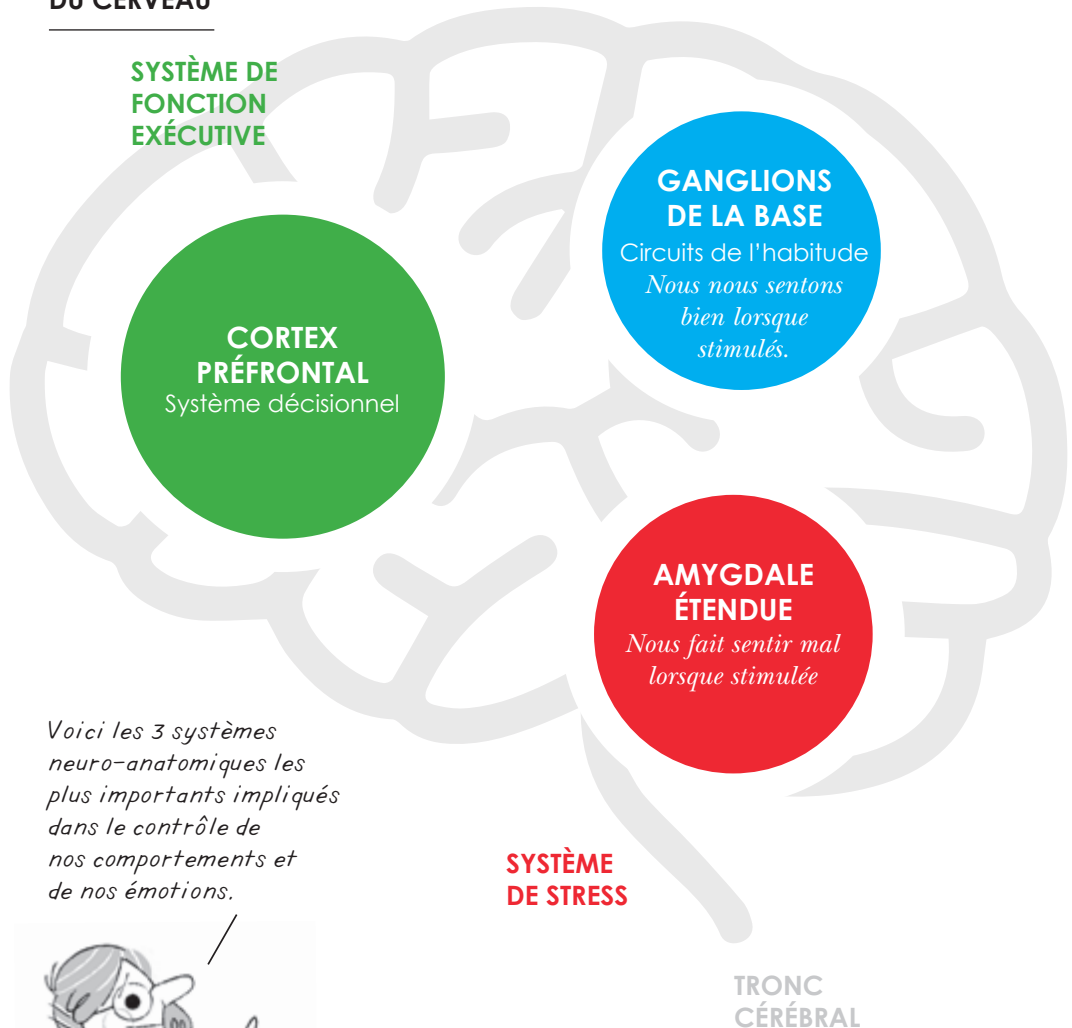 DU CERVEAU
SYSTÈME DE
FONCTION
EXÉCUTIVE
GANGLIONS
DE LA BASE
Circuits de l'habitude
Nous nous sentons
bien lorsque
stimulés.
CORTEX
PRÉFRONTAL
Système décisionnel
AMYGDALE
ÉTENDUE
Nous fait sentir mal
lorsque stimulée
Voici les 3 systèmes
neuro-anatomiques les
plus importants impliqués
dans le contrôle de
nos comportements et
de nos émotions.
SYSTÈME
DE STRESS
TRONC
CÉRÉBRAL